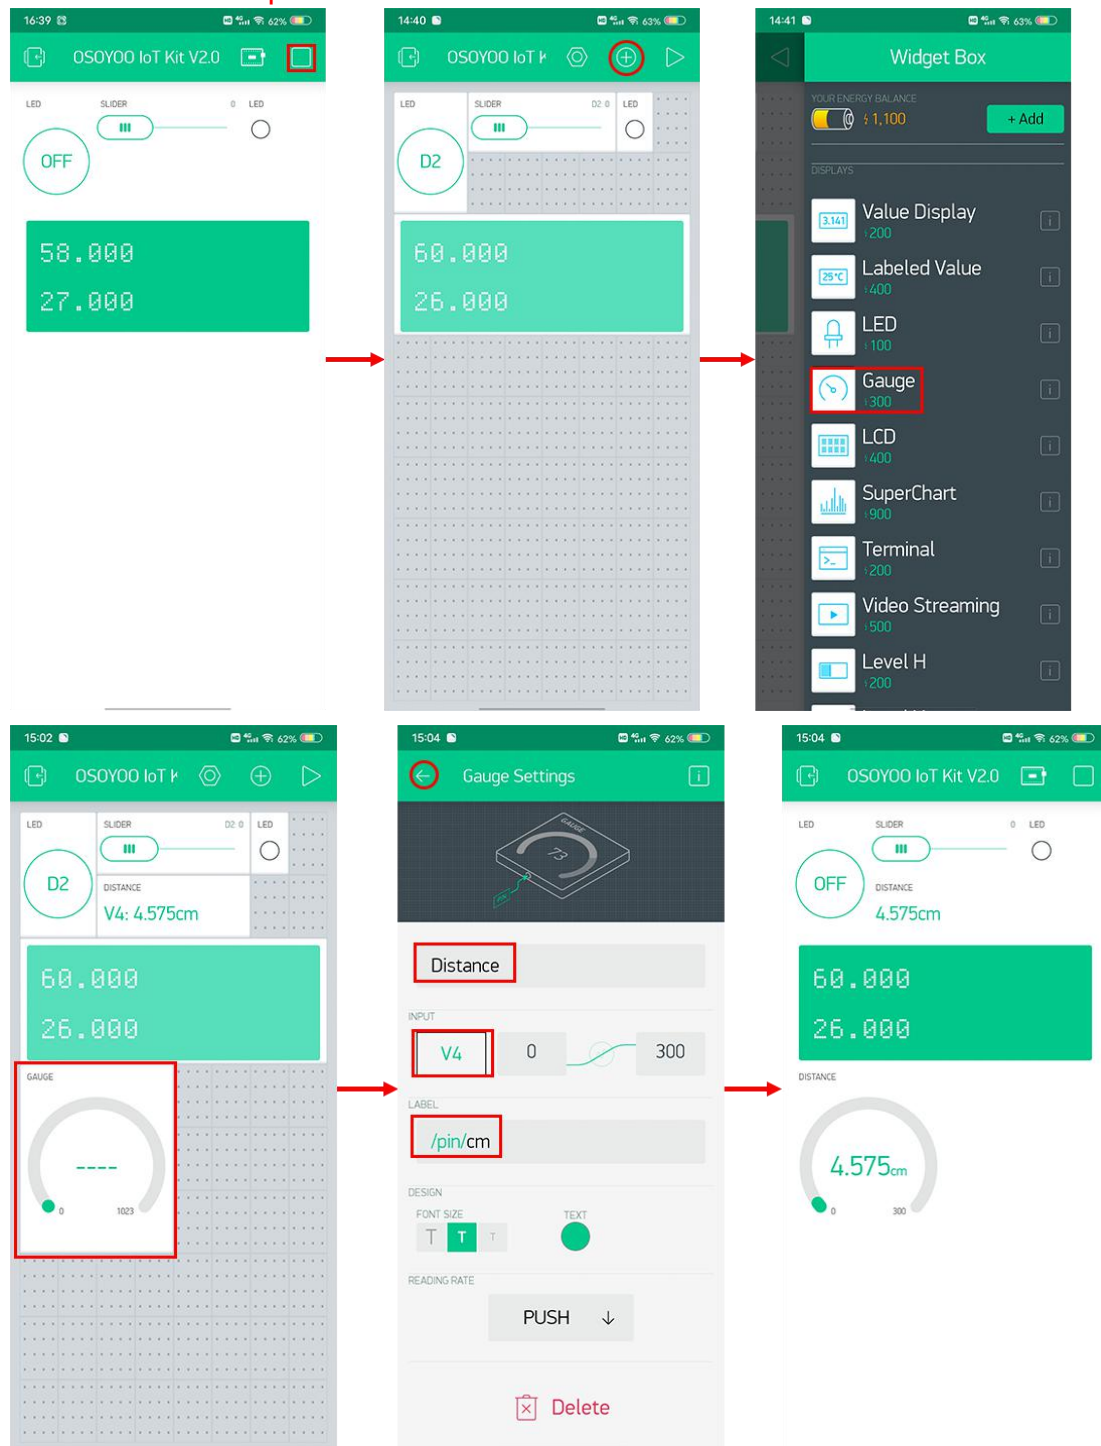 16:39 62%
OSOYOO IoT Kit V2.0
LED SLIDER 0 LED
OFF
58.000
27.000
14:40 63%
OSOYOO IoT K
LED SLIDER D2 0 LED
D2
60.000
26.000
14:41 63%
Widget Box
YOUR ENERGY BALANCE
1,100 + Add
DISPLAYS
3.141 Value Display
200
25°C Labeled Value
400
LED
100
Gauge
300
LCD
400
SuperChart
900
Terminal
200
Video Streaming
500
Level H
200
15:02 62%
OSOYOO IoT K
LED SLIDER D2 0 LED
D2
DISTANCE
V4: 4.575cm
60.000
26.000
GAUGE
----
0 1023
15:04 62%
Gauge Settings i
GAUGE
73
PIN
Distance
INPUT
V4 0 300
LABEL
/pin/cm
DESIGN
FONT SIZE TEXT
T T T
READING RATE
PUSH ↓
Delete
15:04 62%
OSOYOO IoT Kit V2.0
LED SLIDER 0 LED
OFF
DISTANCE
4.575cm
60.000
26.000
DISTANCE
4.575cm
0 300